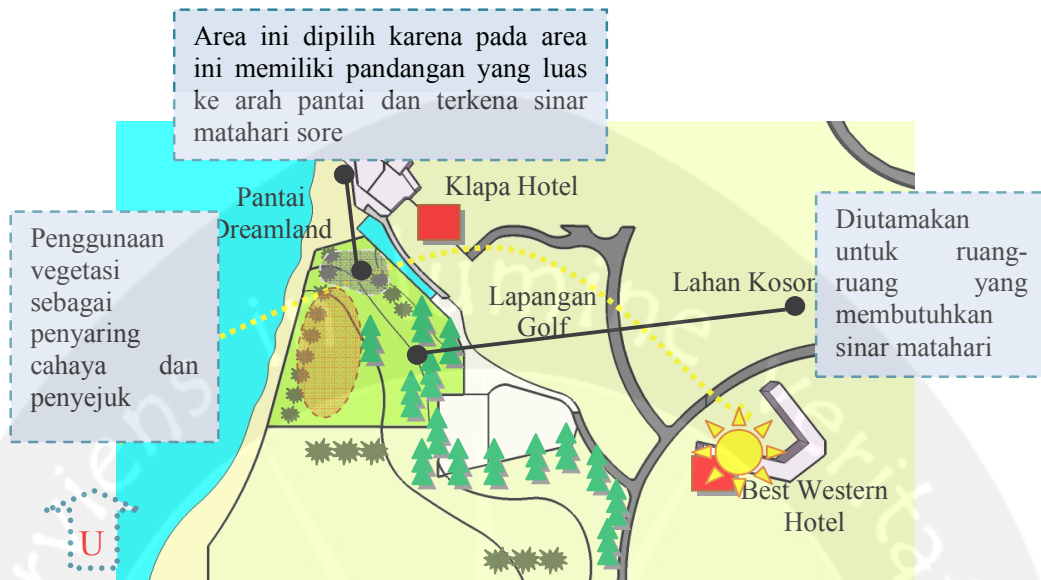 Area ini dipilih karena pada area
ini memiliki pandangan yang luas
ke arah pantai dan terkena sinar
matahari sore
Klapa Hotel
Pantai
Dreamland
Penggunaan
vegetasi
sebagai
penyaring
cahaya dan
penyejuk
Diutamakan
untuk ruang-
ruang yang
membutuhkan
sinar matahari
Lahan Koson
Lapangan
Golf
Best Western
Hotel
U